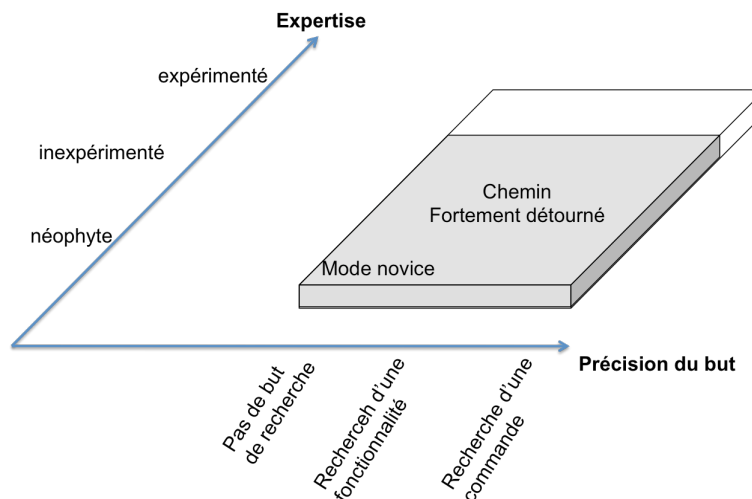 Expertise
expérimenté
inexpérimenté
néophyte
Chemin
Fortement détourné
Mode novice
Précision du but
Pas de but
de recherche
Recherceh d'une
fonctionnalité
Recherche d'une
commande